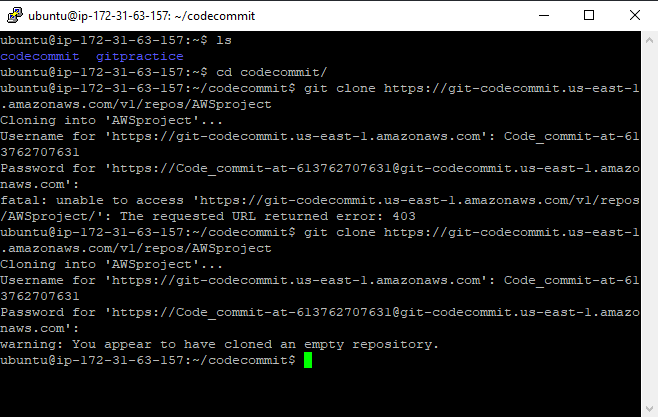 ubuntu@ip-172-31-63-157: ~/codecommit
ubuntu@ip-172-31-63-157:~$ ls
codecommit  gitpractice
ubuntu@ip-172-31-63-157:~$ cd codecommit/
ubuntu@ip-172-31-63-157:~/codecommit$ git clone https://git-codecommit.us-east-1
.amazonaws.com/v1/repos/AWSproject
Cloning into 'AWSproject'...
Username for 'https://git-codecommit.us-east-1.amazonaws.com': Code_commit-at-61
3762707631
Password for 'https://Code_commit-at-613762707631@git-codecommit.us-east-1.amazo
naws.com':
fatal: unable to access 'https://git-codecommit.us-east-1.amazonaws.com/v1/repos
/AWSproject/': The requested URL returned error: 403
ubuntu@ip-172-31-63-157:~/codecommit$ git clone https://git-codecommit.us-east-1
.amazonaws.com/v1/repos/AWSproject
Cloning into 'AWSproject'...
Username for 'https://git-codecommit.us-east-1.amazonaws.com': Code_commit-at-61
3762707631
Password for 'https://Code_commit-at-613762707631@git-codecommit.us-east-1.amazo
naws.com':
warning: You appear to have cloned an empty repository.
ubuntu@ip-172-31-63-157:~/codecommit$